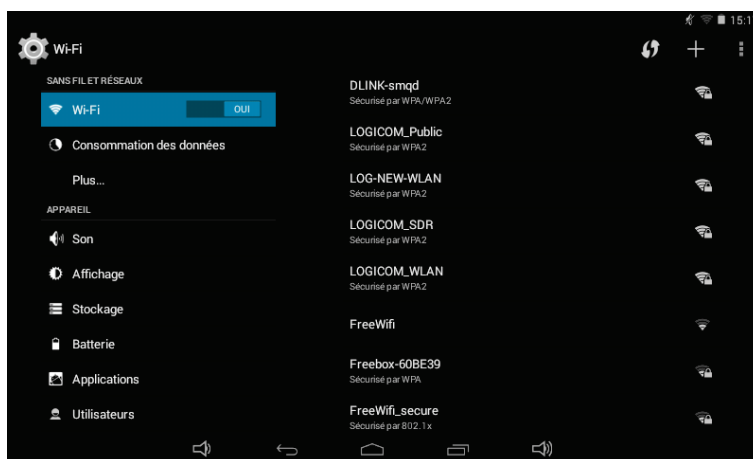 15:1
Wi-Fi
SANS FIL ET RÉSEAUX
Wi-Fi OUI
Consommation des données
Plus...
APPAREIL
Son
Affichage
Stockage
Batterie
Applications
Utilisateurs
DLINK-smqd
Sécurisé par WPA/WPA2
LOGICOM_Public
Sécurisé par WPA2
LOG-NEW-WLAN
Sécurisé par WPA2
LOGICOM_SDR
Sécurisé par WPA2
LOGICOM_WLAN
Sécurisé par WPA2
FreeWifi
Freebox-60BE39
Sécurisé par WPA
FreeWifi_secure
Sécurisé par 802.1x